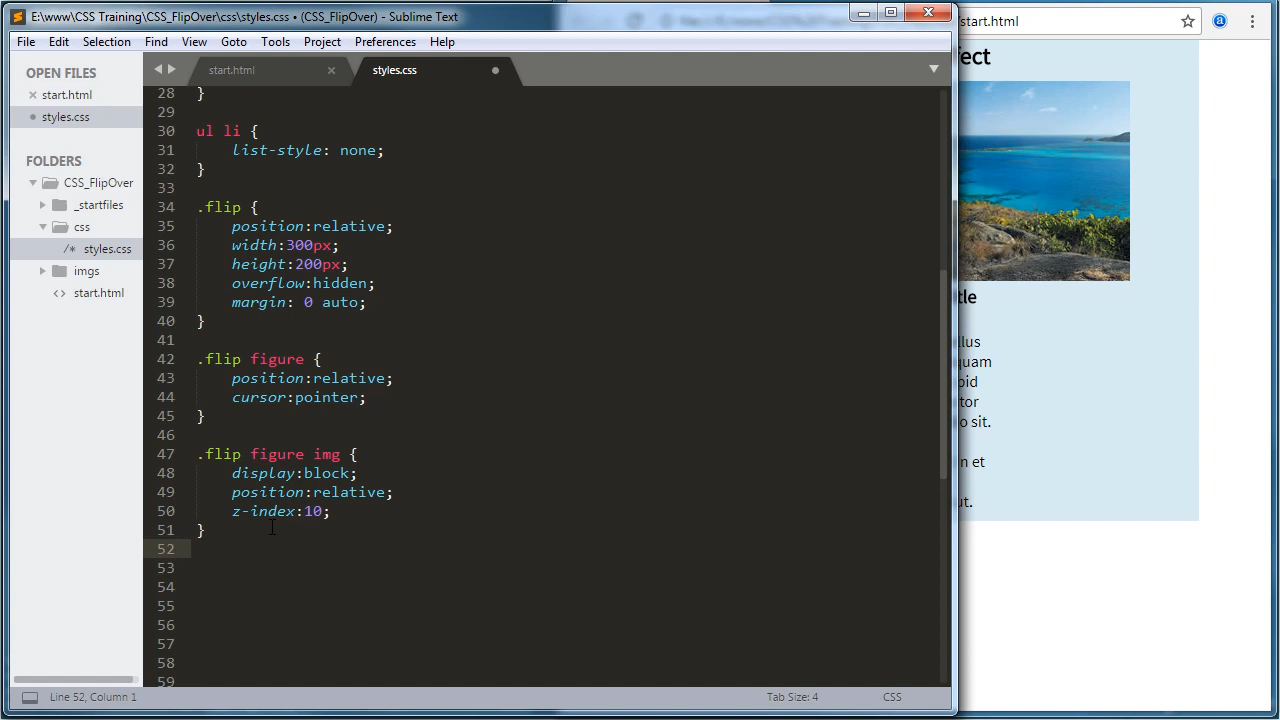 E:\www\CSS Training\CSS_FlipOver\css\styles.css • (CSS_FlipOver) - Sublime Text
File Edit Selection Find View Goto Tools Project Preferences Help
OPEN FILES
start.html
styles.css
FOLDERS
CSS_FlipOver
_startfiles
css
/* styles.css
imgs
<> start.html
start.html
styles.css
28 }
29
30 ul li {
31 list-style: none;
32 }
33
34 .flip {
35 position:relative;
36 width:300px;
37 height:200px;
38 overflow:hidden;
39 margin: 0 auto;
40 }
41
42 .flip figure {
43 position:relative;
44 cursor:pointer;
45 }
46
47 .flip figure img {
48 display:block;
49 position:relative;
50 z-index:10;
51 }
52
53
54
55
56
57
58
59
Line 52, Column 1
Tab Size: 4
CSS
/start.html
fect
tle
llus
quam
oid
tor
o sit.
n et
ut.